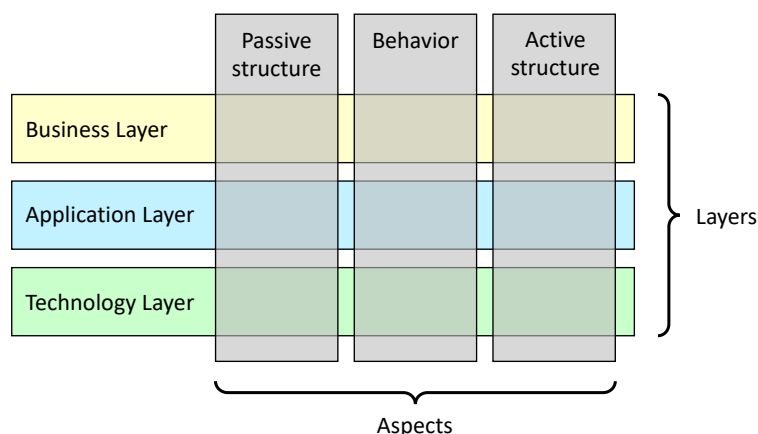 Passive
structure
Behavior
Active
structure
Business Layer
Application Layer
Layers
Technology Layer
Aspects